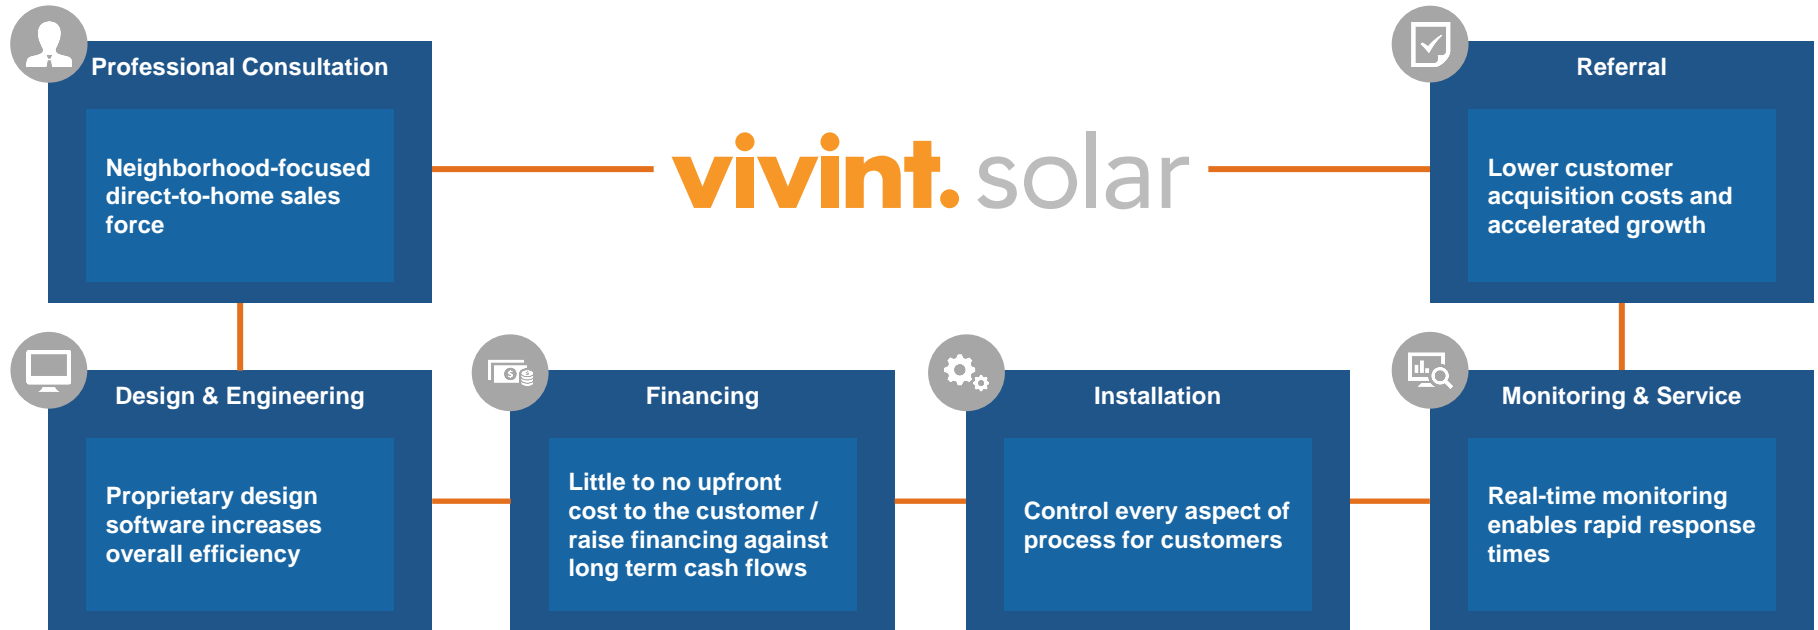 Professional Consultation
Neighborhood-focused
direct-to-home sales
force
vivint. solar
Referral
Lower customer
acquisition costs and
accelerated growth
Design & Engineering
Proprietary design
software increases
overall efficiency
Financing
Little to no upfront
cost to the customer /
raise financing against
long term cash flows
Installation
Control every aspect of
process for customers
Monitoring & Service
Real-time monitoring
enables rapid response
times